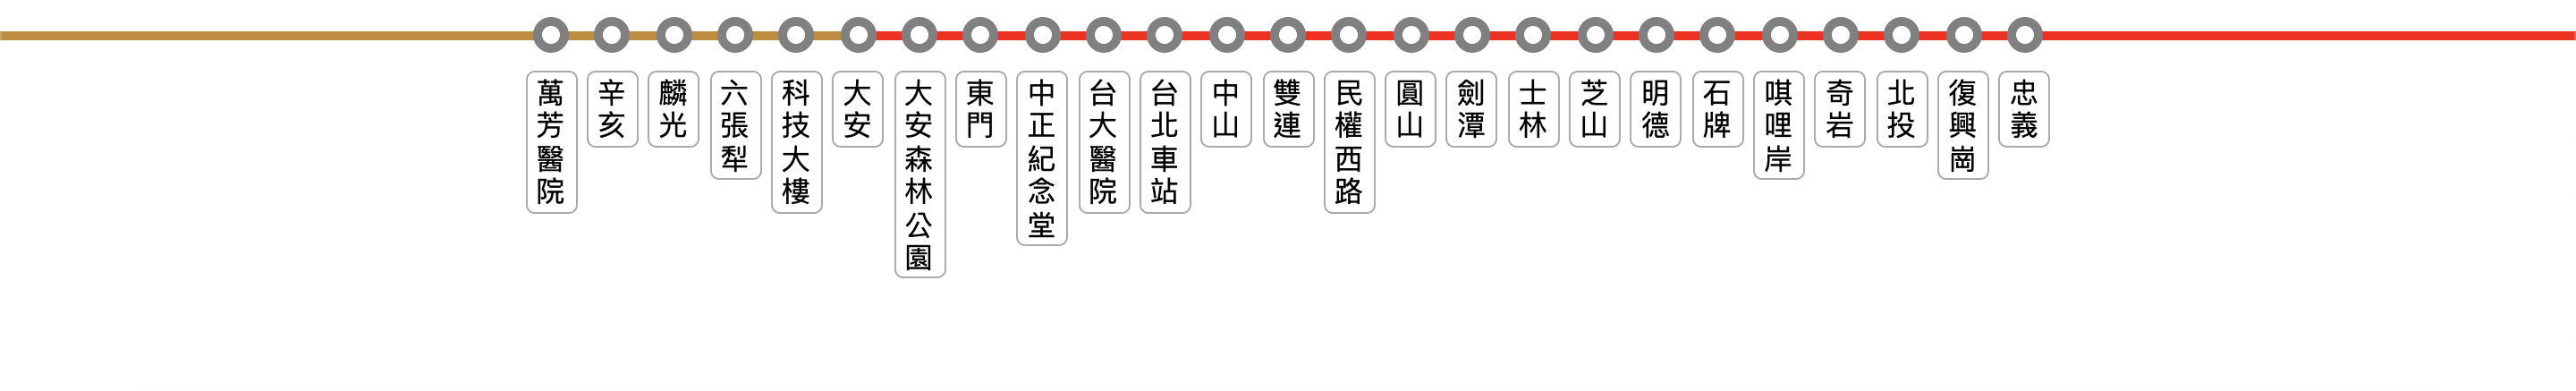 萬芳醫院
辛亥
麟光
六張犁
科技大樓
大安
大安森林公園
東門
中正紀念堂
台大醫院
台北車站
中山
雙連
民權西路
圓山
劍潭
士林
芝山
明德
石牌
唭哩岸
奇岩
北投
復興崗
忠義